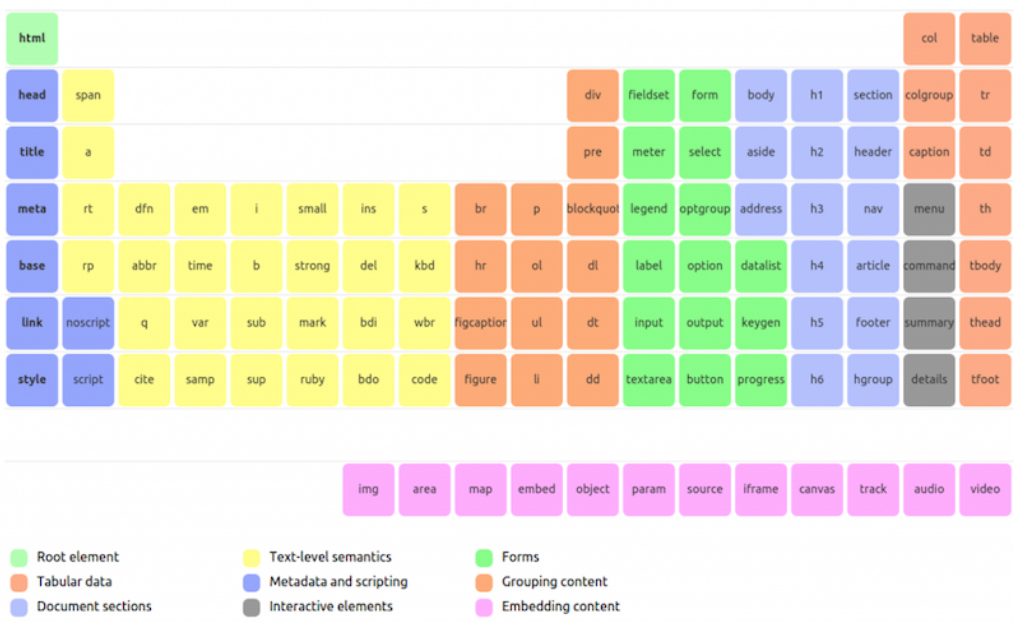 html col table
head span div fieldset form body h1 section colgroup tr
title a pre meter select aside h2 header caption td
meta rt dfn em i small ins s br p blockquot legend optgroup address h3 nav menu th
base rp abbr time b strong del kbd hr ol dl label option datalist h4 article command tbody
link noscript q var sub mark bdi wbr figcaption ul dt input output keygen h5 footer summary thead
style script cite samp sup ruby bdo code figure li dd textarea button progress h6 hgroup details tfoot
img area map embed object param source iframe canvas track audio video
Root element Text-level semantics Forms
Tabular data Metadata and scripting Grouping content
Document sections Interactive elements Embedding content